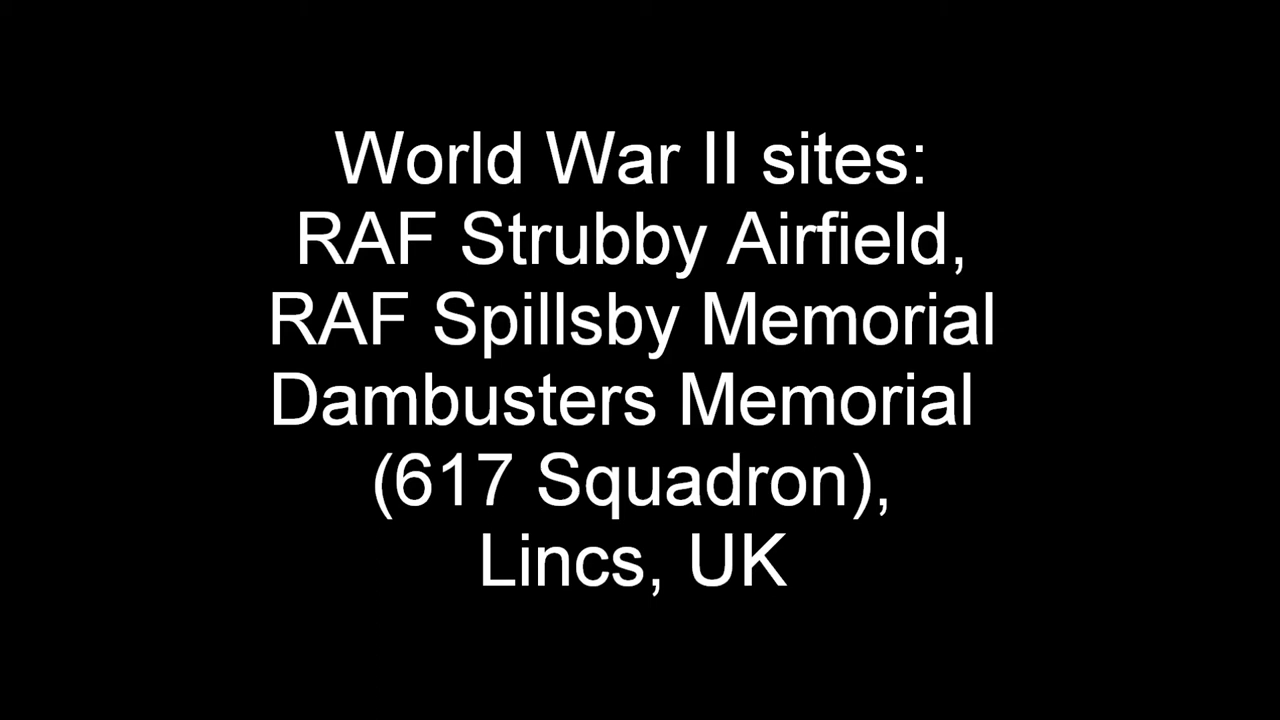 World War II sites:
RAF Strubby Airfield,
RAF Spillsby Memorial
Dambusters Memorial
(617 Squadron),
Lincs, UK